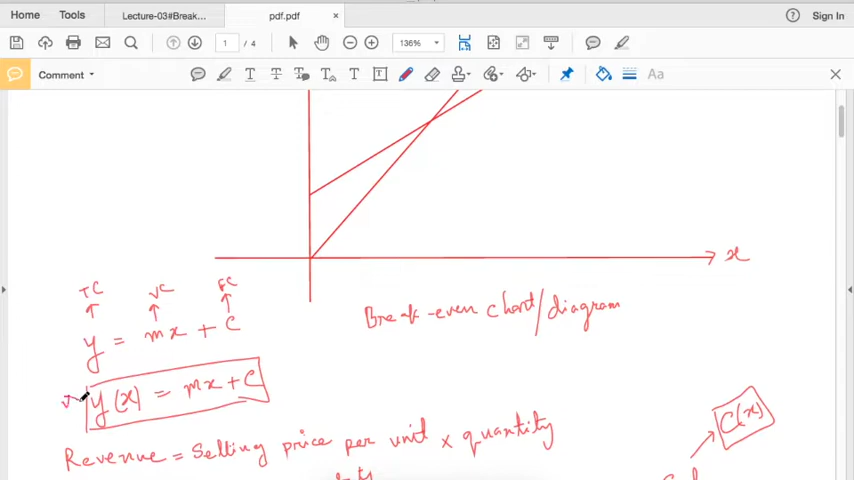 Home Tools Lecture-03#Break... pdf.pdf × ? Sign In
1 / 4 136%
Comment Aa
x
TC VC FC
y = mx + C
Break-even chart/diagram
y(x) = mx + C
C(x)
Revenue = Selling price per unit x quantity